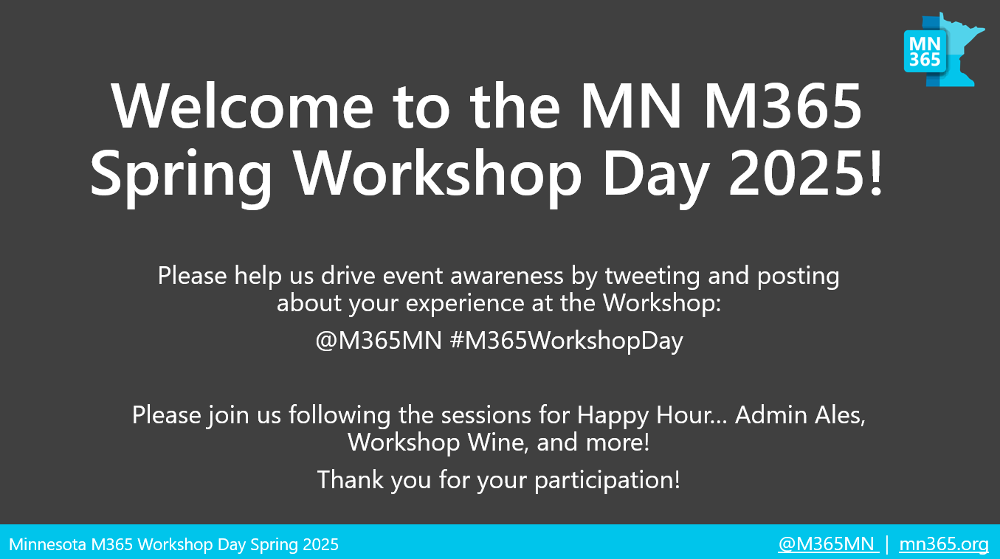 MN
365
Welcome to the MN M365
Spring Workshop Day 2025!
Please help us drive event awareness by tweeting and posting
about your experience at the Workshop:
@M365MN #M365WorkshopDay
Please join us following the sessions for Happy Hour... Admin Ales,
Workshop Wine, and more!
Thank you for your participation!
Minnesota M365 Workshop Day Spring 2025
@M365MN | mn365.org